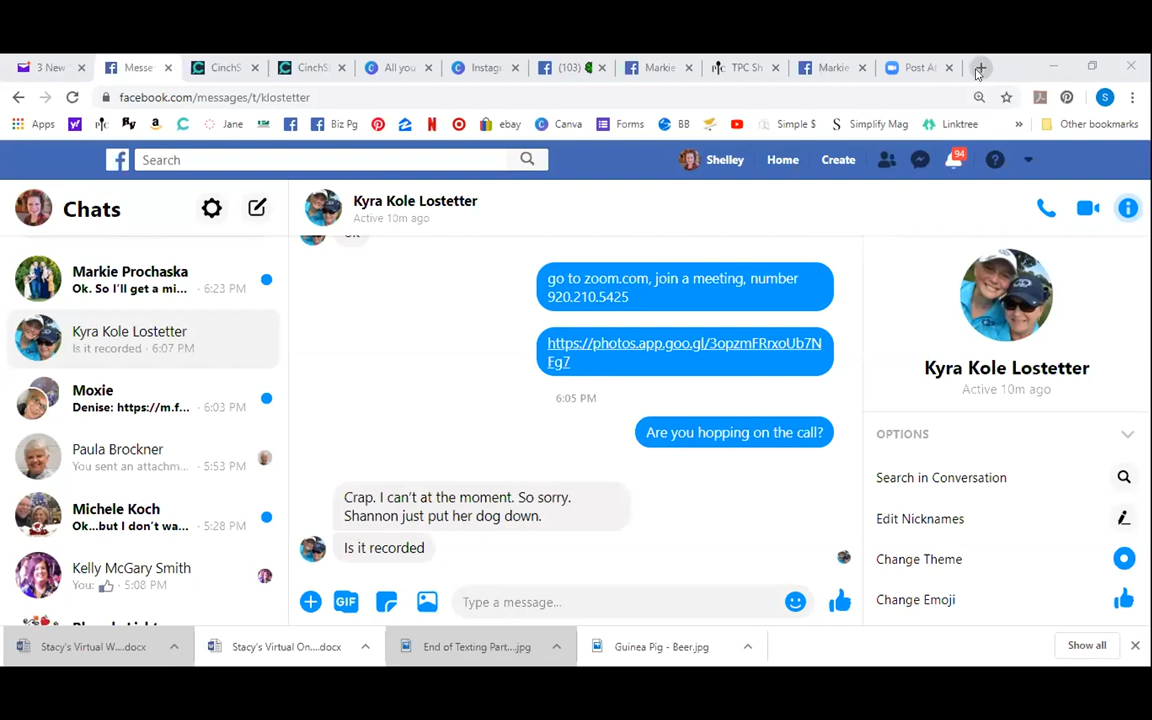 3 New
Messe
CinchS
CinchS
All you
Instag
(103)
Markie
TPC Sh
Markie
Post At
facebook.com/messages/t/klostetter
S
Apps
Jane
Biz Pg
ebay
Canva
Forms
BB
Simple $
Simplify Mag
Linktree
»
Other bookmarks
Search
Shelley
Home
Create
94
Chats
Kyra Kole Lostetter
Active 10m ago
Markie Prochaska
Ok. So I'll get a mi... · 6:23 PM
Kyra Kole Lostetter
Is it recorded · 6:07 PM
Moxie
Denise: https://m.f... · 6:03 PM
Paula Brockner
You sent an attachm... · 5:53 PM
Michele Koch
Ok...but I don't wa... · 5:28 PM
Kelly McGary Smith
You: · 5:08 PM
go to zoom.com, join a meeting, number
920.210.5425
https://photos.app.goo.gl/3opzmFRrxoUb7N
Fg7
6:05 PM
Are you hopping on the call?
Crap. I can't at the moment. So sorry.
Shannon just put her dog down.
Is it recorded
GIF
Type a message...
Kyra Kole Lostetter
Active 10m ago
OPTIONS
Search in Conversation
Edit Nicknames
Change Theme
Change Emoji
Stacy's Virtual W....docx
Stacy's Virtual On....docx
End of Texting Part....jpg
Guinea Pig - Beer.jpg
Show all